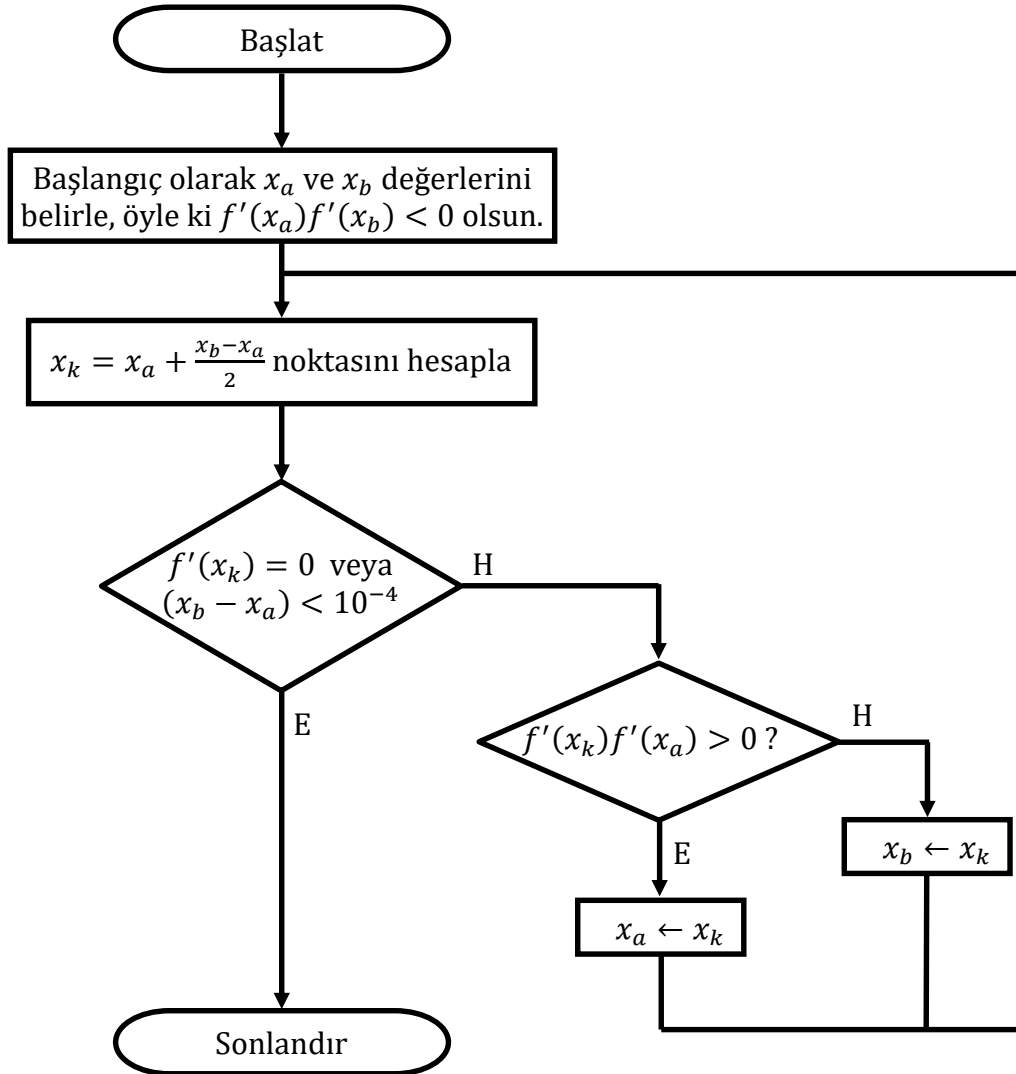 Başlat
Başlangıç olarak x_a ve x_b değerlerini
belirle, öyle ki f'(x_a)f'(x_b) < 0 olsun.
x_k = x_a + \frac{x_b−x_a}{2} noktasını hesapla
f'(x_k) = 0 veya
(x_b − x_a) < 10^{−4}
H
E
f'(x_k)f'(x_a) > 0 ?
H
E
x_b ← x_k
x_a ← x_k
Sonlandır